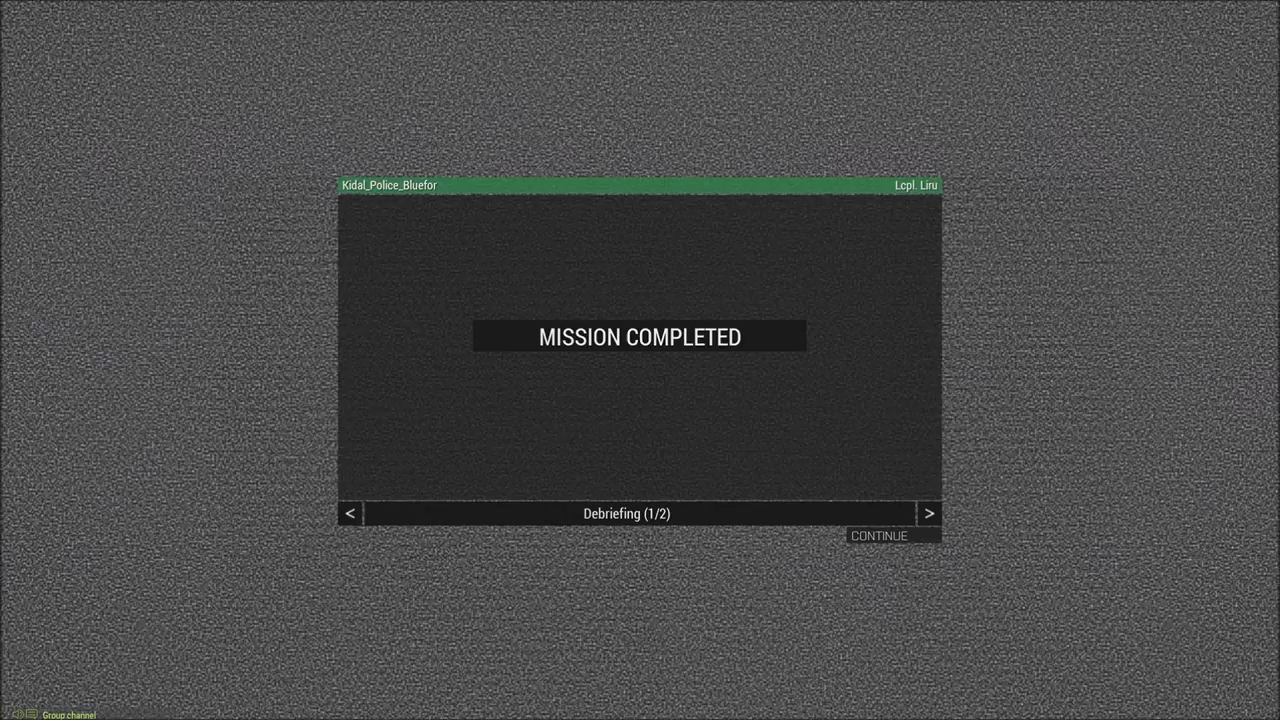 Kidal_Police_Bluefor
Lcpl. Liru
MISSION COMPLETED
< Debriefing (1/2) >
CONTINUE
Group channel